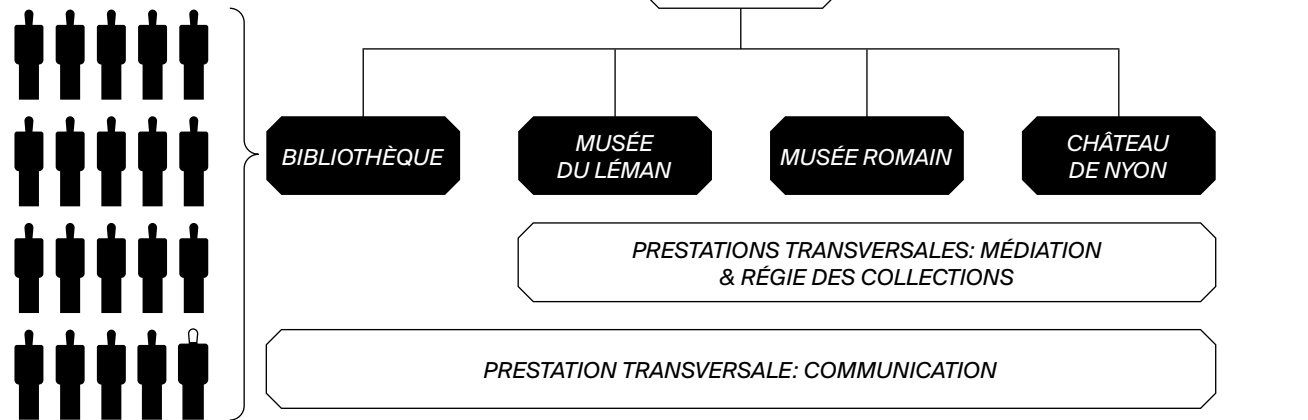 BIBLIOTHÈQUE
MUSÉE
DU LÉMAN
MUSÉE ROMAIN
CHÂTEAU
DE NYON
PRESTATIONS TRANSVERSALES: MÉDIATION
& RÉGIE DES COLLECTIONS
PRESTATION TRANSVERSALE: COMMUNICATION